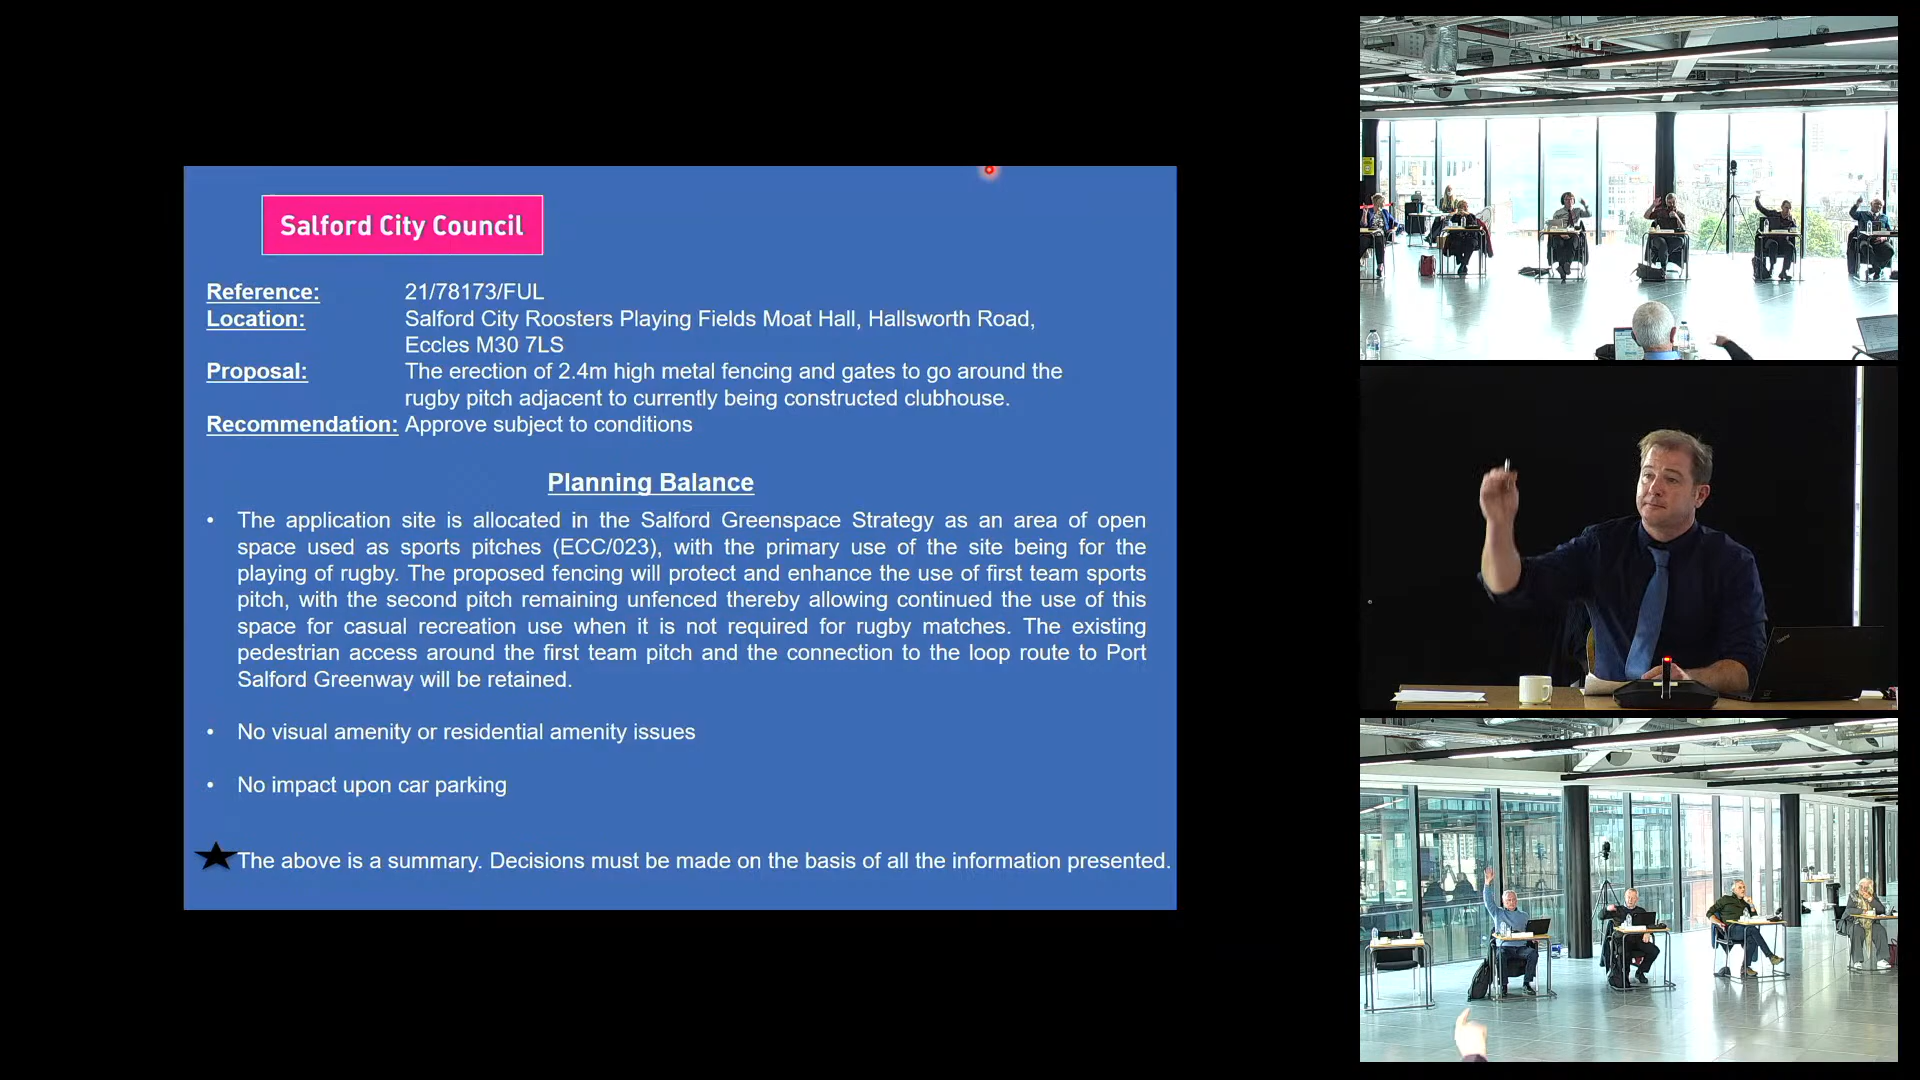 Salford City Council
Reference: 21/78173/FUL
Location: Salford City Roosters Playing Fields Moat Hall, Hallsworth Road,
Eccles M30 7LS
Proposal: The erection of 2.4m high metal fencing and gates to go around the
rugby pitch adjacent to currently being constructed clubhouse.
Recommendation: Approve subject to conditions
Planning Balance
• The application site is allocated in the Salford Greenspace Strategy as an area of open
space used as sports pitches (ECC/023), with the primary use of the site being for the
playing of rugby. The proposed fencing will protect and enhance the use of first team sports
pitch, with the second pitch remaining unfenced thereby allowing continued the use of this
space for casual recreation use when it is not required for rugby matches. The existing
pedestrian access around the first team pitch and the connection to the loop route to Port
Salford Greenway will be retained.
• No visual amenity or residential amenity issues
• No impact upon car parking
★ The above is a summary. Decisions must be made on the basis of all the information presented.